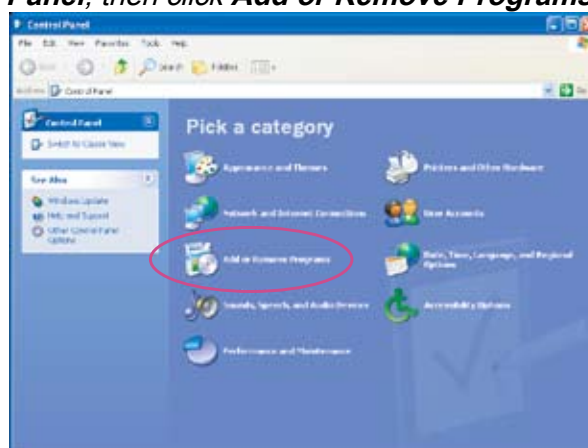 Panel, then click Add or Remove Programs
Control Panel
File Edit View Favorites Tools Help
Search Folders
Control Panel
Control Panel
Switch to Classic View
See Also
Windows Update
Help and Support
Other Control Panel
Options
Pick a category
Appearance and Themes
Printers and Other Hardware
Network and Internet Connections
User Accounts
Add or Remove Programs
Date, Time, Language, and Regional
Options
Sounds, Speech, and Audio Devices
Accessibility Options
Performance and Maintenance